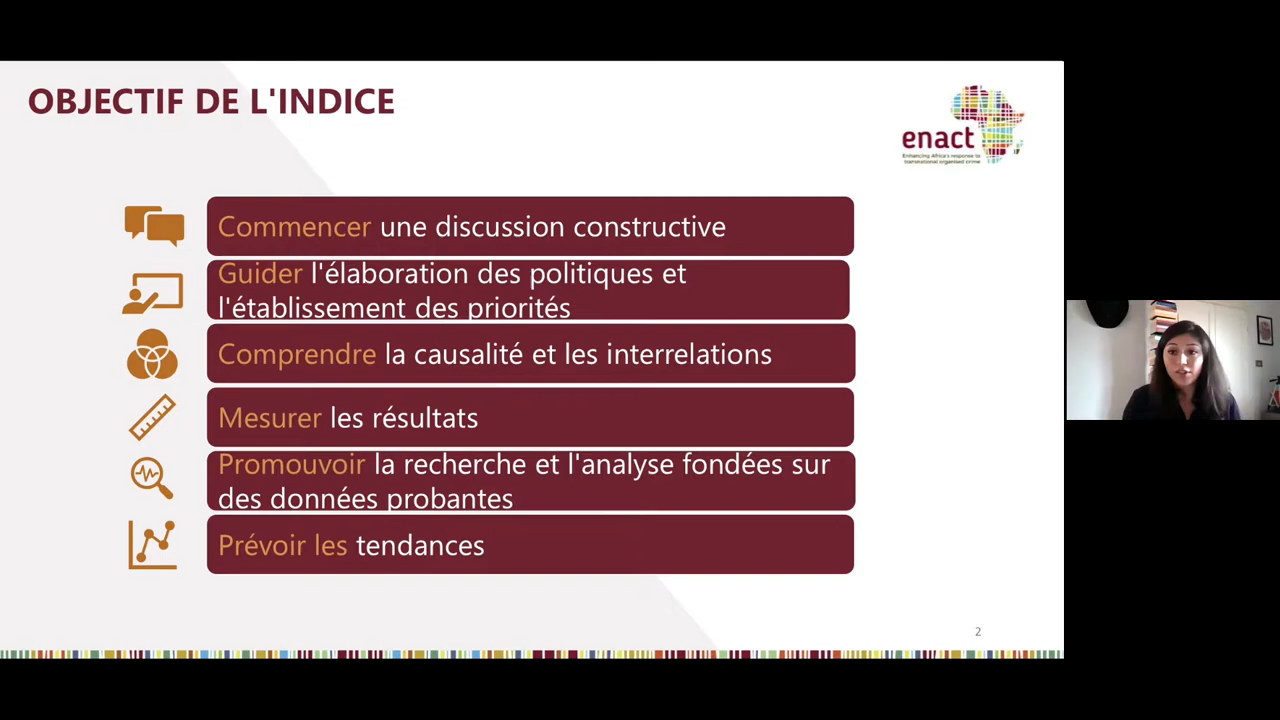 OBJECTIF DE L'INDICE
enact
Enhancing Africa's response to
transnational organised crime
Commencer une discussion constructive
Guider l'élaboration des politiques et
l'établissement des priorités
Comprendre la causalité et les interrelations
Mesurer les résultats
Promouvoir la recherche et l'analyse fondées sur
des données probantes
Prévoir les tendances
2